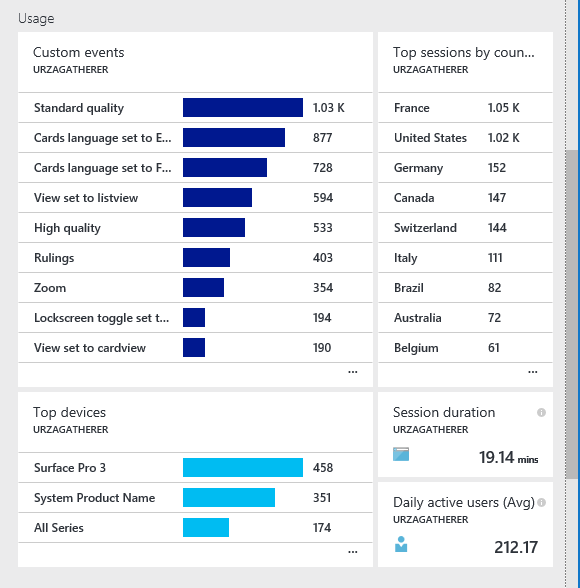 Usage
Custom events
URZAGATHERER
Standard quality 1.03 K
Cards language set to E... 877
Cards language set to F... 728
View set to listview 594
High quality 533
Rulings 403
Zoom 354
Lockscreen toggle set t... 194
View set to cardview 190
...
Top sessions by coun...
URZAGATHERER
France 1.05 K
United States 1.02 K
Germany 152
Canada 147
Switzerland 144
Italy 111
Brazil 82
Australia 72
Belgium 61
...
Top devices
URZAGATHERER
Surface Pro 3 458
System Product Name 351
All Series 174
...
Session duration
URZAGATHERER
19.14 mins
Daily active users (Avg)
URZAGATHERER
212.17